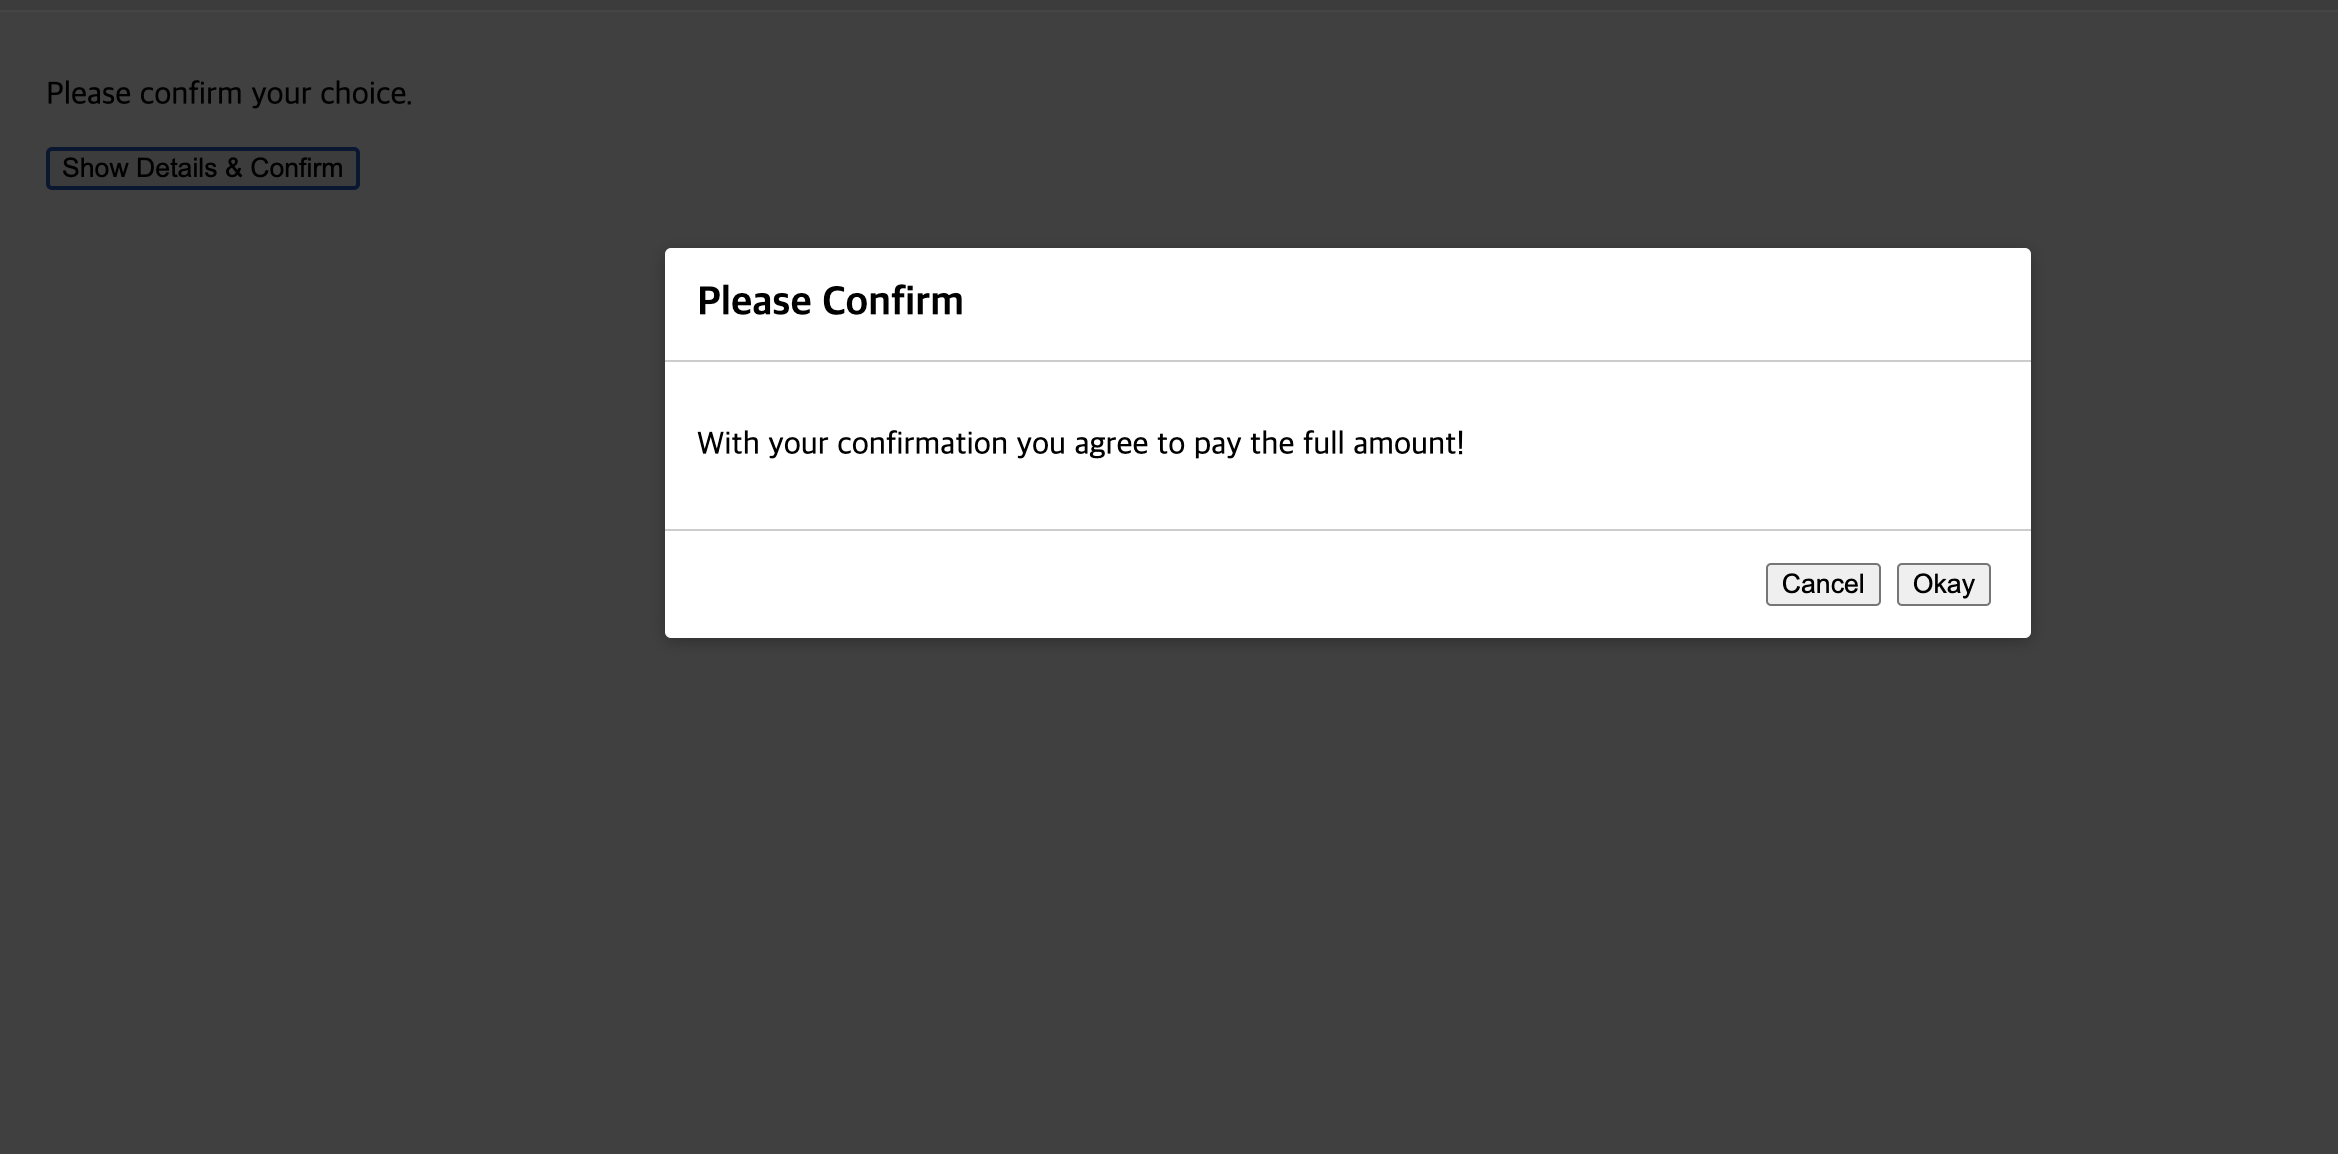 Please confirm your choice.
Show Details & Confirm
Please Confirm
With your confirmation you agree to pay the full amount!
Cancel Okay